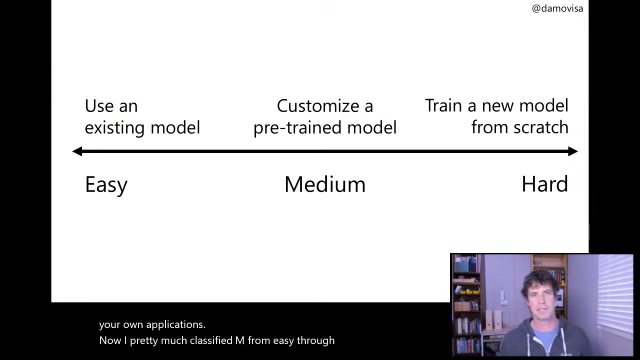 @damovisa
Use an
existing model
Customize a
pre-trained model
Train a new model
from scratch
Easy
Medium
Hard
your own applications.
Now I pretty much classified M from easy through